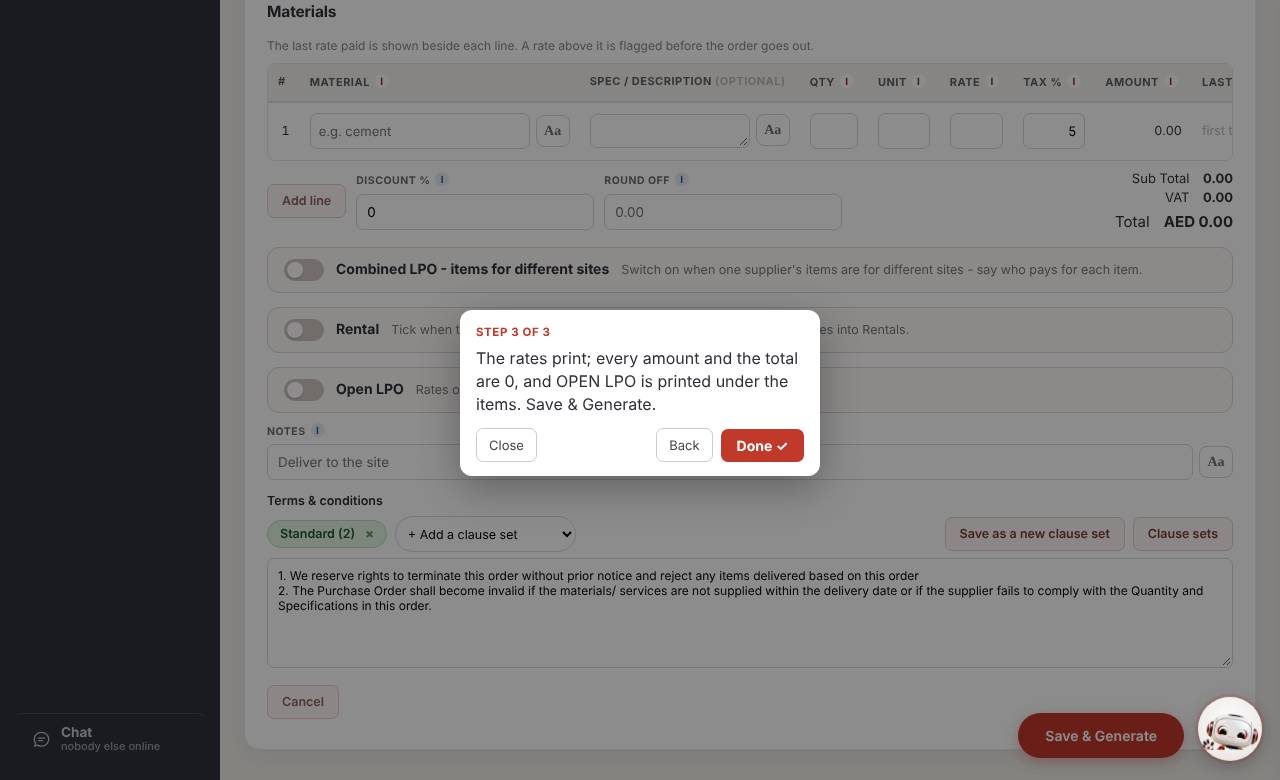 Materials
The last rate paid is shown beside each line. A rate above it is flagged before the order goes out.
# MATERIAL I SPEC / DESCRIPTION (OPTIONAL) QTY I UNIT I RATE I TAX % I AMOUNT I LAST
1 e.g. cement Aa Aa 5 0.00 first t
Add line
DISCOUNT % I ROUND OFF I
0 0.00
Sub Total 0.00
VAT 0.00
Total AED 0.00
Combined LPO - items for different sites Switch on when one supplier's items are for different sites - say who pays for each item.
Rental Tick when t es into Rentals.
Open LPO Rates o
STEP 3 OF 3
The rates print; every amount and the total
are 0, and OPEN LPO is printed under the
items. Save & Generate.
Close Back Done ✓
NOTES I
Deliver to the site Aa
Terms & conditions
Standard (2) × + Add a clause set Save as a new clause set Clause sets
1. We reserve rights to terminate this order without prior notice and reject any items delivered based on this order
2. The Purchase Order shall become invalid if the materials/ services are not supplied within the delivery date or if the supplier fails to comply with the Quantity and
Specifications in this order.
Cancel
Save & Generate
Chat
nobody else online